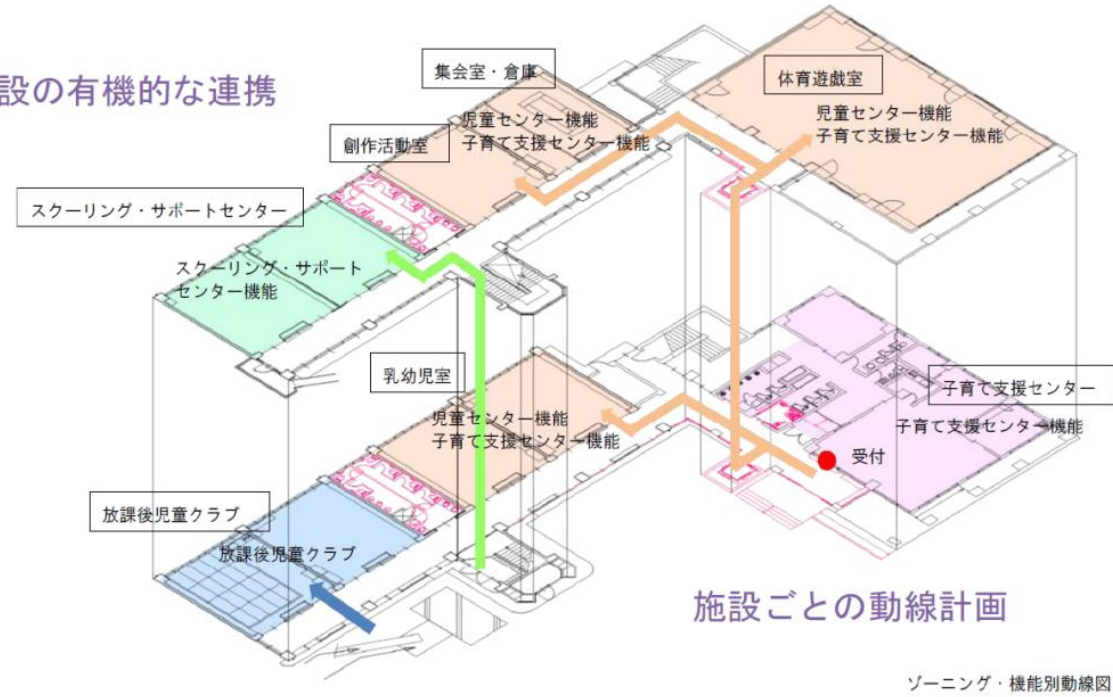 設の有機的な連携
集会室・倉庫
体育遊戯室
児童センター機能
子育て支援センター機能
児童センター機能
子育て支援センター機能
創作活動室
スクーリング・サポートセンター
スクーリング・サポート
センター機能
乳幼児室
児童センター機能
子育て支援センター機能
子育て支援センター
子育て支援センター機能
受付
放課後児童クラブ
放課後児童クラブ
施設ごとの動線計画
ゾーニング・機能別動線図